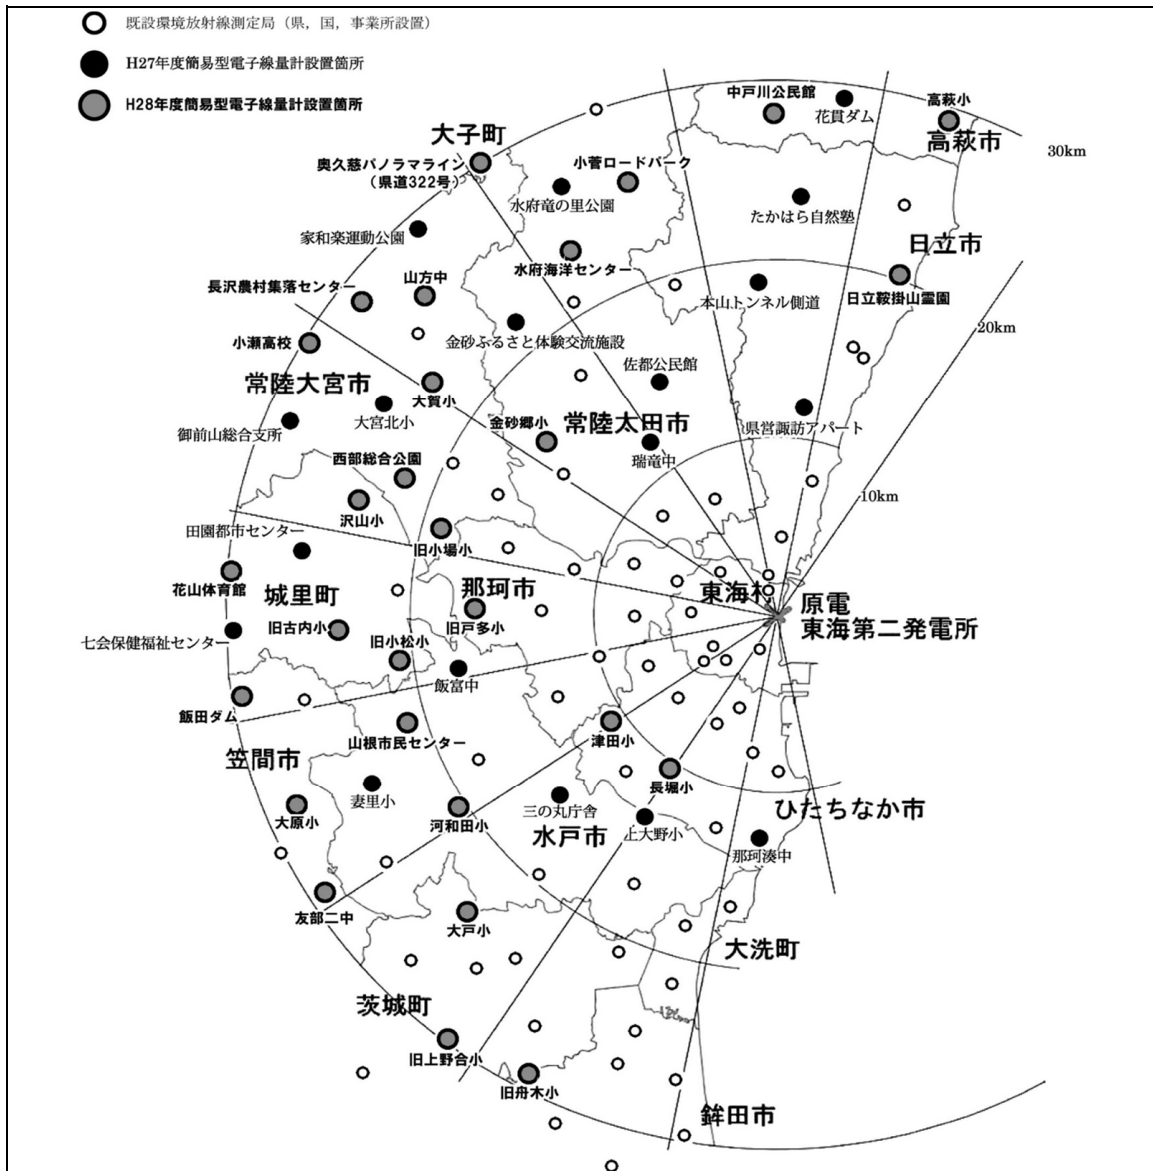 既設環境放射線測定局（県，国，事業所設置）
H27年度簡易型電子線量計設置箇所
H28年度簡易型電子線量計設置箇所
中戸川公民館
花貫ダム
高萩小
高萩市
30km
大子町
奥久慈パノラマライン
（県道322号）
小菅ロードパーク
水府竜の里公園
たかはら自然塾
家和楽運動公園
日立市
水府海洋センター
山方中
長沢農村集落センター
本山トンネル側道
日立鞍掛山霊園
20km
小瀬高校
金砂ふるさと体験交流施設
佐都公民館
常陸大宮市
大賀小
大宮北小
御前山総合支所
金砂郷小
常陸太田市
県営諏訪アパート
瑞竜中
西部総合公園
沢山小
10km
田園都市センター
旧小場小
花山体育館
城里町
那珂市
東海村
原電
東海第二発電所
旧古内小
旧戸多小
七会保健福祉センター
旧小松小
飯富中
飯田ダム
山根市民センター
津田小
笠間市
長堀小
妻里小
大原小
河和田小
三の丸庁舎
水戸市
上大野小
ひたちなか市
那珂湊中
友部二中
大戸小
大洗町
茨城町
旧上野合小
旧舟木小
鉾田市